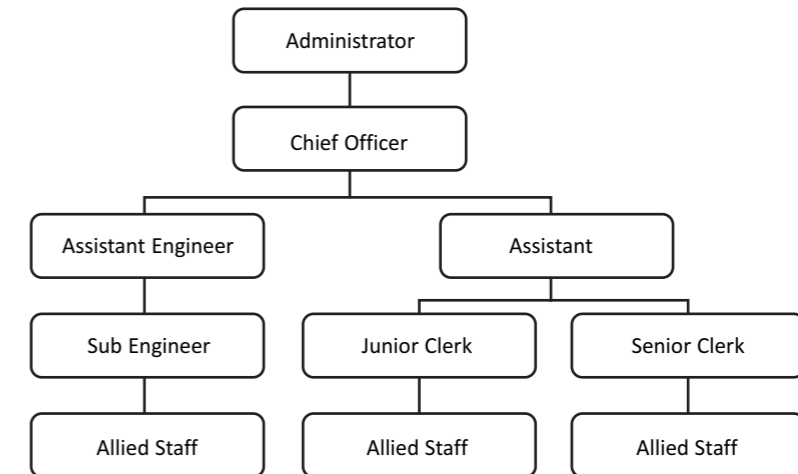 Administrator
Chief Officer
Assistant Engineer
Assistant
Sub Engineer
Junior Clerk
Senior Clerk
Allied Staff
Allied Staff
Allied Staff